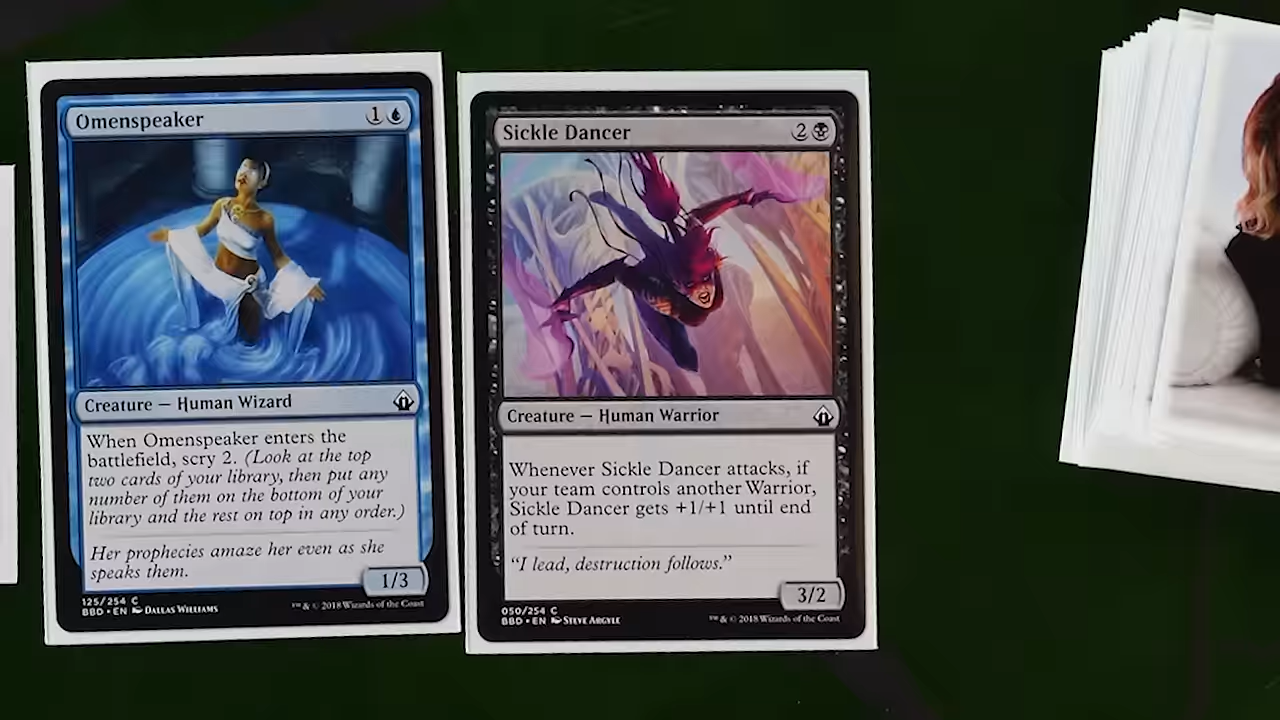 Omenspeaker 1
Creature — Human Wizard
When Omenspeaker enters the
battlefield, scry 2. (Look at the top
two cards of your library, then put any
number of them on the bottom of your
library and the rest on top in any order.)
Her prophecies amaze her even as she
speaks them.
1/3
125/254 C
BBD • EN DALLAS WILLIAMS
™ & © 2018 Wizards of the Coast
Sickle Dancer 2
Creature — Human Warrior
Whenever Sickle Dancer attacks, if
your team controls another Warrior,
Sickle Dancer gets +1/+1 until end
of turn.
“I lead, destruction follows.”
3/2
050/254 C
BBD • EN STEVE ARGYLE
™ & © 2018 Wizards of the Coast